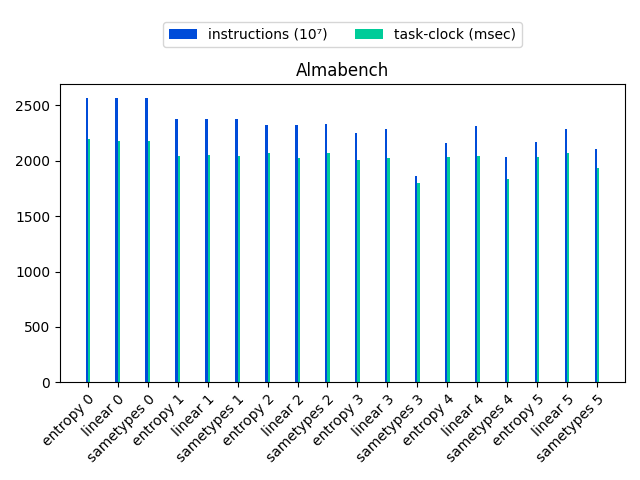 instructions (10⁷) task-clock (msec)
Almabench
2500
2000
1500
1000
500
0
entropy 0
linear 0
sametypes 0
entropy 1
linear 1
sametypes 1
entropy 2
linear 2
sametypes 2
entropy 3
linear 3
sametypes 3
entropy 4
linear 4
sametypes 4
entropy 5
linear 5
sametypes 5